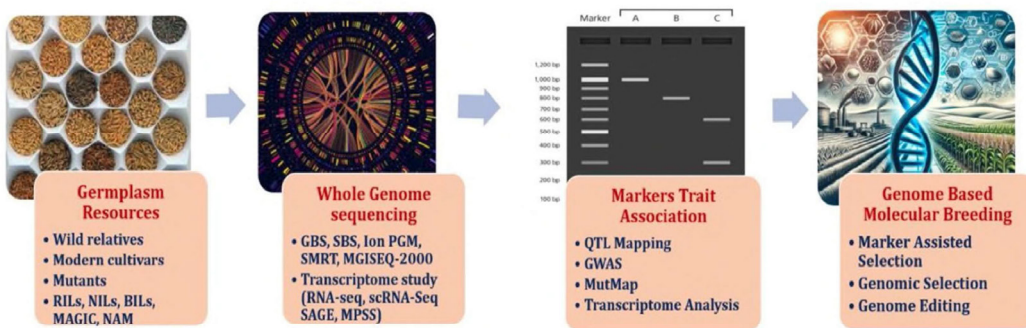 Marker A B C
1,200 bp
1,000 bp
900 bp
800 bp
700 bp
600 bp
500 bp
400 bp
300 bp
200 bp
100 bp
Germplasm
Resources
• Wild relatives
• Modern cultivars
• Mutants
• RILs, NILs, BILs,
MAGIC, NAM
Whole Genome
sequencing
• GBS, SBS, Ion PGM,
SMRT, MGISEQ-2000
• Transcriptome study
(RNA-seq, scRNA-Seq
SAGE, MPSS)
Markers Trait
Association
• QTL Mapping
• GWAS
• MutMap
• Transcriptome Analysis
Genome Based
Molecular Breeding
• Marker Assisted
Selection
• Genomic Selection
• Genome Editing